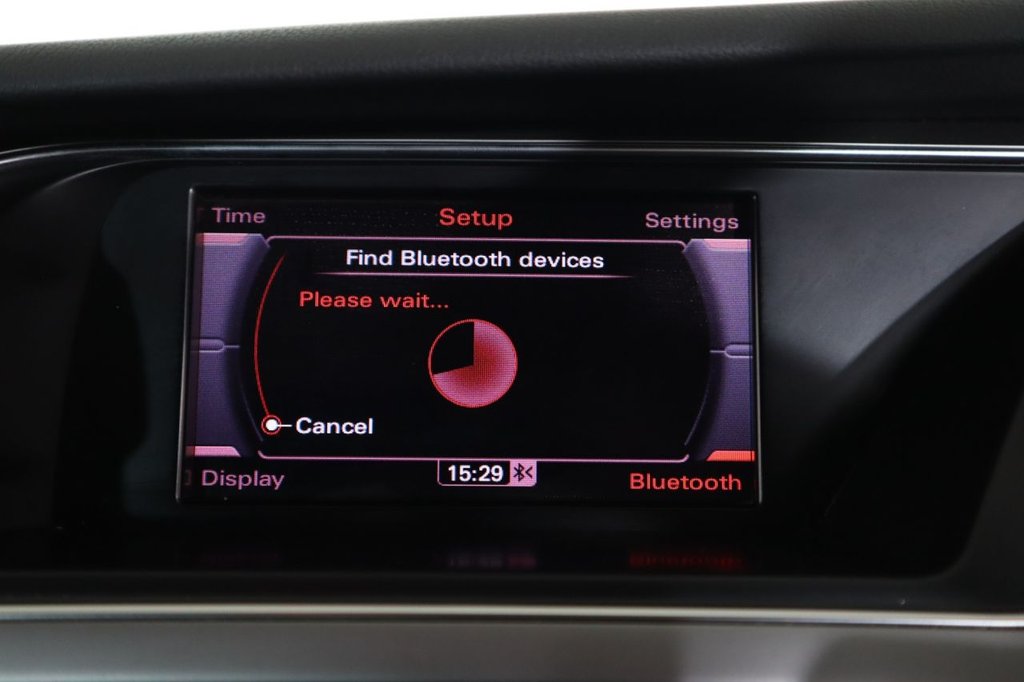 Time
Setup
Settings
Find Bluetooth devices
Please wait...
Cancel
Display
15:29
Bluetooth